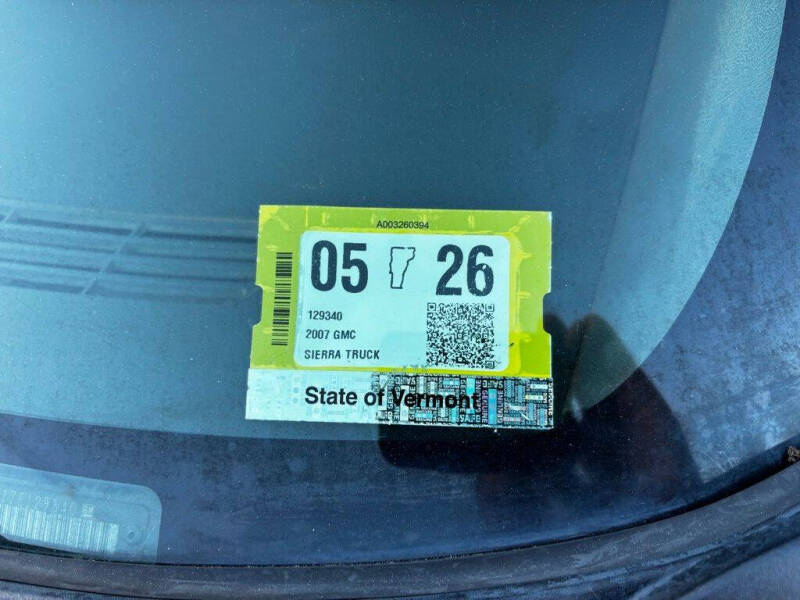 A003260394
05 26
129340
2007 GMC
SIERRA TRUCK
State of Vermont